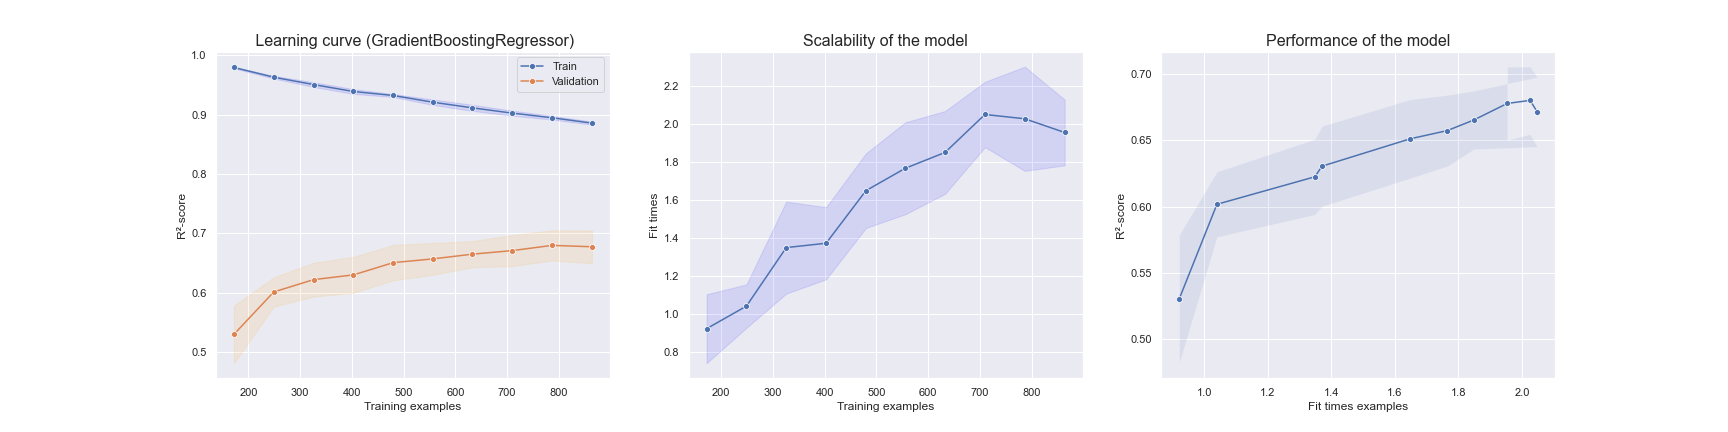 Learning curve (GradientBoostingRegressor)
1.0
0.9
0.8
0.7
0.6
0.5
R²-score
Train
Validation
200 300 400 500 600 700 800
Training examples
Scalability of the model
2.2
2.0
1.8
1.6
1.4
1.2
1.0
0.8
Fit times
200 300 400 500 600 700 800
Training examples
Performance of the model
0.70
0.65
0.60
0.55
0.50
R²-score
1.0 1.2 1.4 1.6 1.8 2.0
Fit times examples